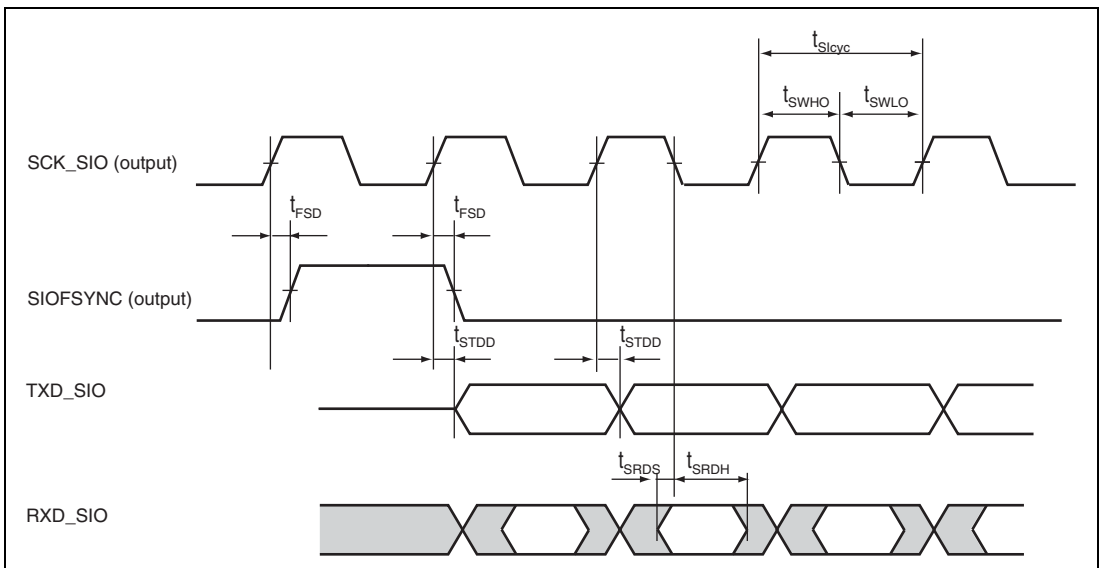 tSIcyc
tSWHO tSWLO
SCK_SIO (output)
tFSD tFSD
SIOFSYNC (output)
tSTDD tSTDD
TXD_SIO
tSRDS tSRDH
RXD_SIO